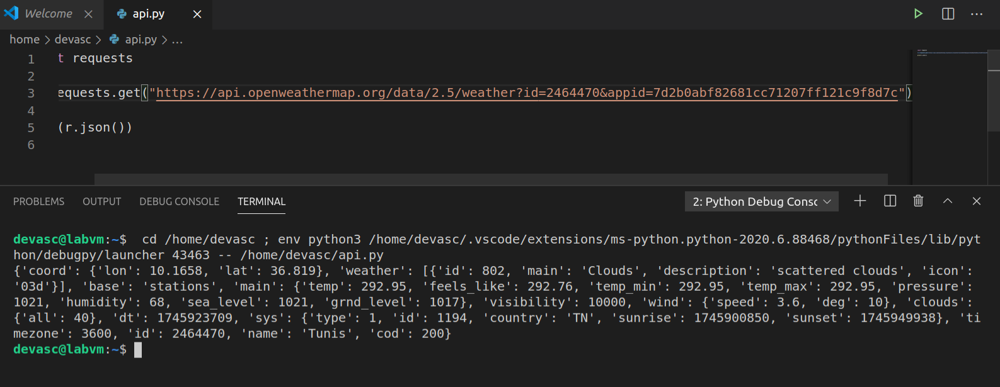 Welcome api.py
home > devasc > api.py > ...
1 t requests
2
3 equests.get("https://api.openweathermap.org/data/2.5/weather?id=2464470&appid=7d2b0abf82681cc71207ff121c9f8d7c")
4
5 (r.json())
6
PROBLEMS OUTPUT DEBUG CONSOLE TERMINAL 2: Python Debug Consc
devasc@labvm:~$  cd /home/devasc ; env python3 /home/devasc/.vscode/extensions/ms-python.python-2020.6.88468/pythonFiles/lib/pyt
hon/debugpy/launcher 43463 -- /home/devasc/api.py
{'coord': {'lon': 10.1658, 'lat': 36.819}, 'weather': [{'id': 802, 'main': 'Clouds', 'description': 'scattered clouds', 'icon':
'03d'}], 'base': 'stations', 'main': {'temp': 292.95, 'feels_like': 292.76, 'temp_min': 292.95, 'temp_max': 292.95, 'pressure':
1021, 'humidity': 68, 'sea_level': 1021, 'grnd_level': 1017}, 'visibility': 10000, 'wind': {'speed': 3.6, 'deg': 10}, 'clouds':
{'all': 40}, 'dt': 1745923709, 'sys': {'type': 1, 'id': 1194, 'country': 'TN', 'sunrise': 1745900850, 'sunset': 1745949938}, 'ti
mezone': 3600, 'id': 2464470, 'name': 'Tunis', 'cod': 200}
devasc@labvm:~$